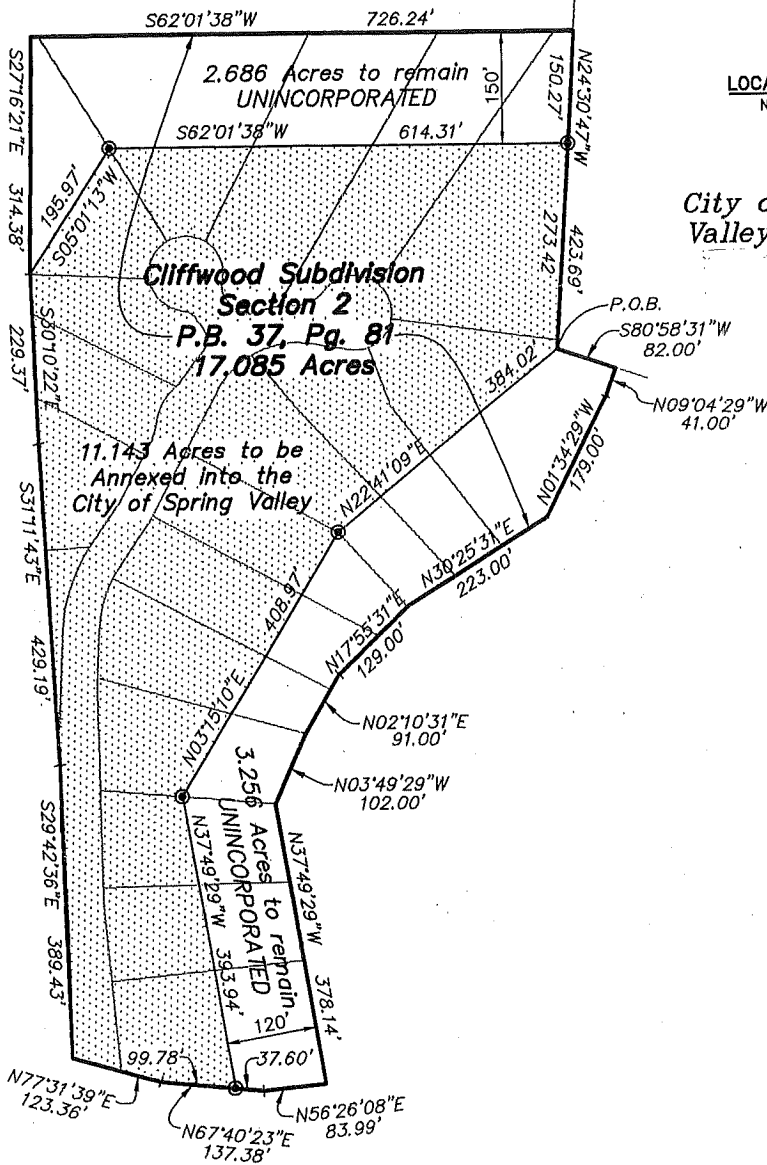 S62°01'38"W 726.24'
S27°16'21"E 314.38'
2.686 Acres to remain
UNINCORPORATED
150'
N24°30'47"W
150.27'
S62°01'38"W 614.31'
195.97'
S05°01'13"W
273.42
423.69'
LOCA
N
City o
Valley
Cliffwood Subdivision
Section 2
P.B. 37, Pg. 81
17.085 Acres
P.O.B.
S80°58'31"W
82.00'
N09°04'29"W
41.00'
N01°34'29"W
179.00'
S30°10'22"E
229.37'
384.02'
N22°41'09"E
11.143 Acres to be
Annexed into the
City of Spring Valley
N30°25'31"E
223.00'
S31°11'43"E 429.19'
N17°55'31"E
129.00'
408.97'
N03°15'10"E
N02°10'31"E
91.00'
N03°49'29"W
102.00'
3.256 Acres to remain
UNINCORPORATED
N37°49'29"W 393.94'
N37°49'29"W 378.14'
S29°42'36"E 389.43'
120'
99.78'
37.60'
N77°31'39"E
123.36'
N67°40'23"E
137.38'
N56°26'08"E
83.99'